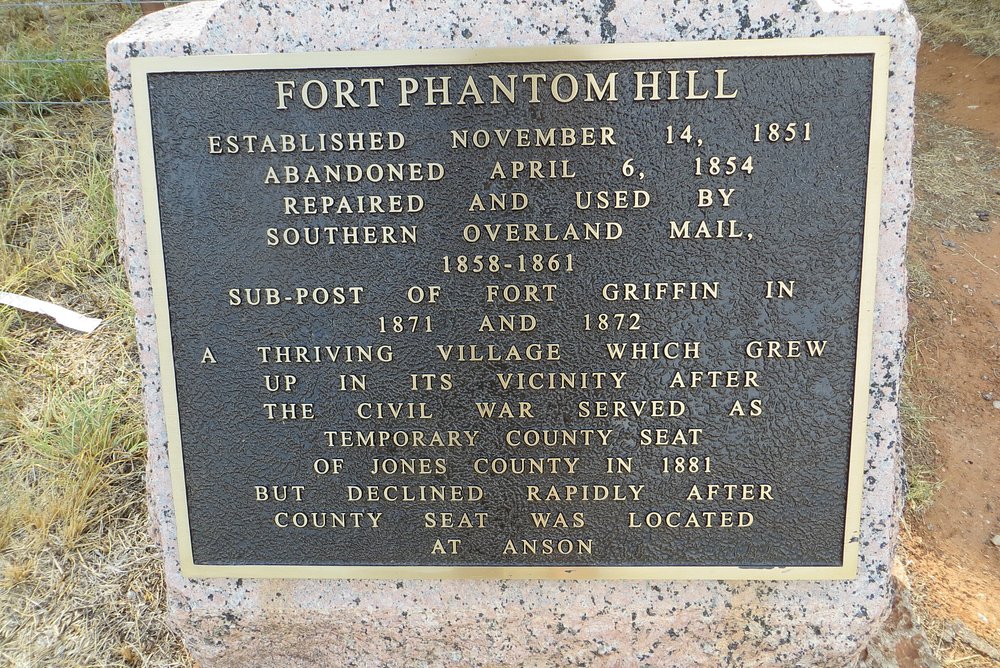 FORT PHANTOM HILL
ESTABLISHED NOVEMBER 14, 1851
ABANDONED APRIL 6, 1854
REPAIRED AND USED BY
SOUTHERN OVERLAND MAIL,
1858-1861
SUB-POST OF FORT GRIFFIN IN
1871 AND 1872
A THRIVING VILLAGE WHICH GREW
UP IN ITS VICINITY AFTER
THE CIVIL WAR SERVED AS
TEMPORARY COUNTY SEAT
OF JONES COUNTY IN 1881
BUT DECLINED RAPIDLY AFTER
COUNTY SEAT WAS LOCATED
AT ANSON